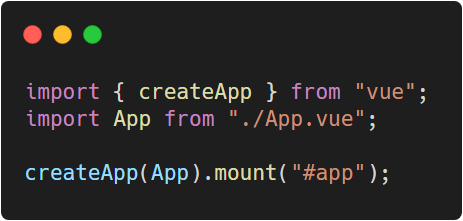 import { createApp } from "vue";
import App from "./App.vue";

createApp(App).mount("#app");